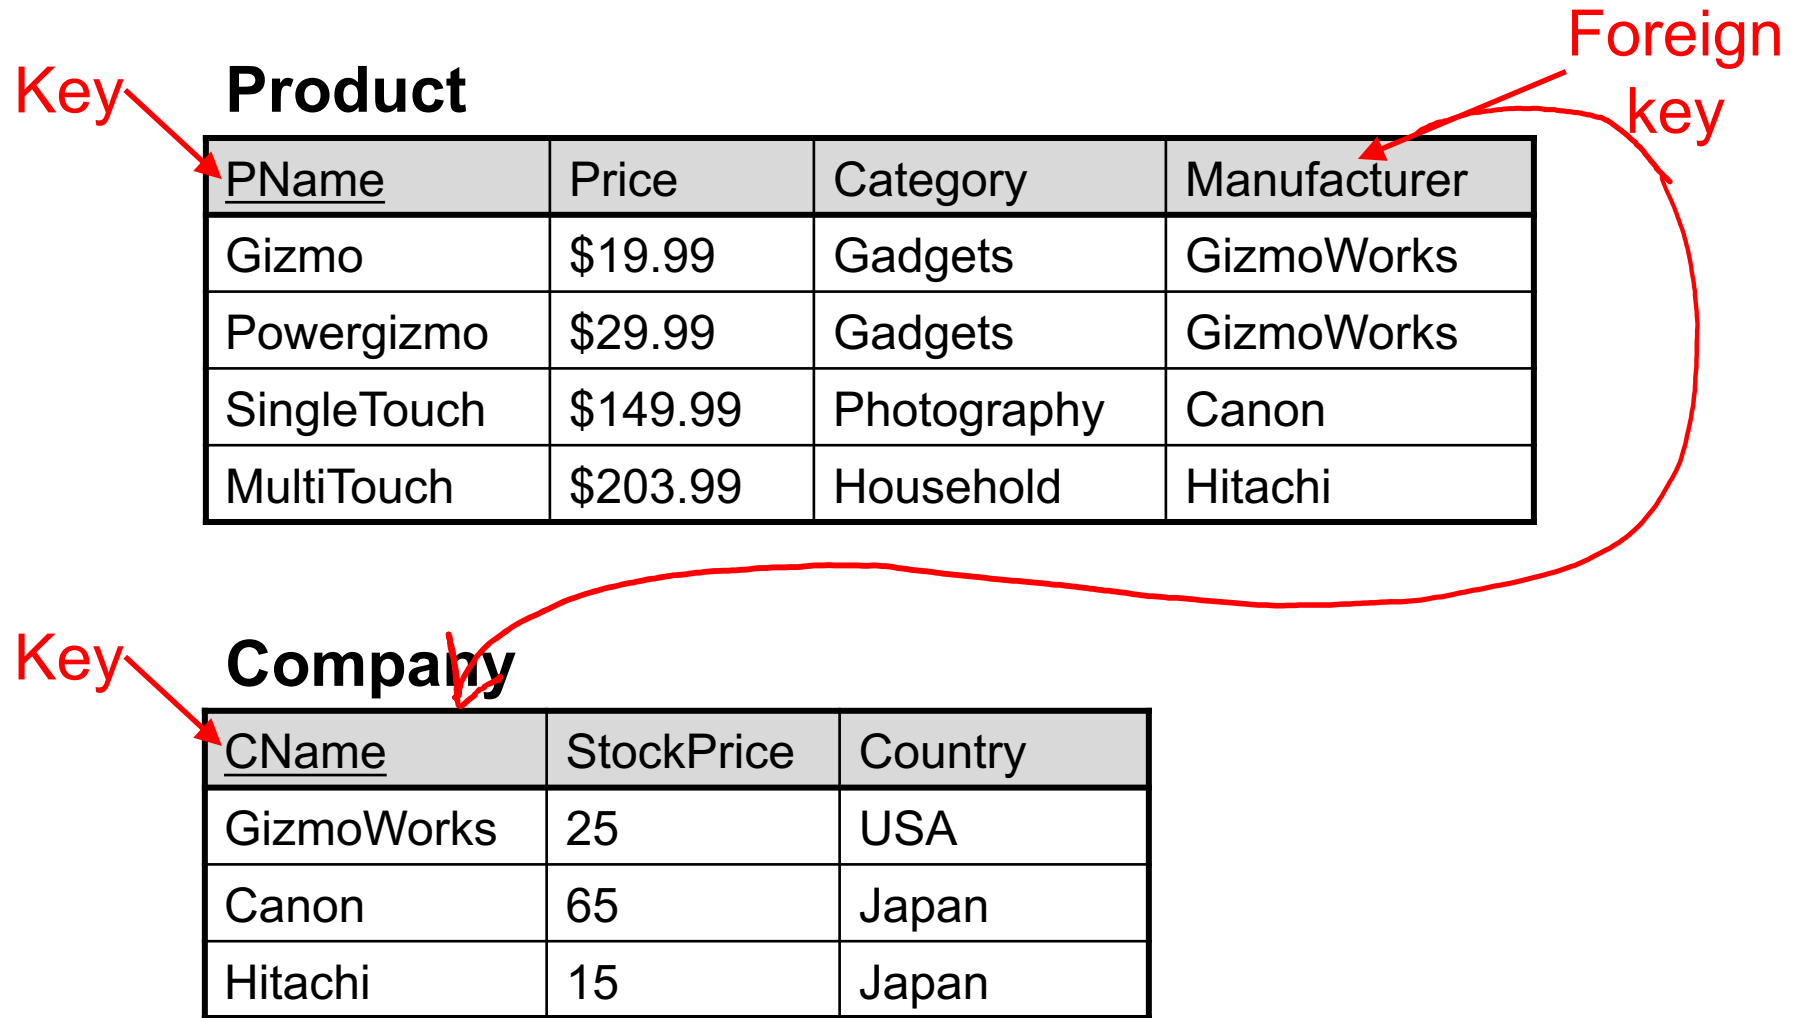 Foreign
key
Key
Product
PName Price Category Manufacturer
Gizmo $19.99 Gadgets GizmoWorks
Powergizmo $29.99 Gadgets GizmoWorks
SingleTouch $149.99 Photography Canon
MultiTouch $203.99 Household Hitachi
Key
Company
CName StockPrice Country
GizmoWorks 25 USA
Canon 65 Japan
Hitachi 15 Japan